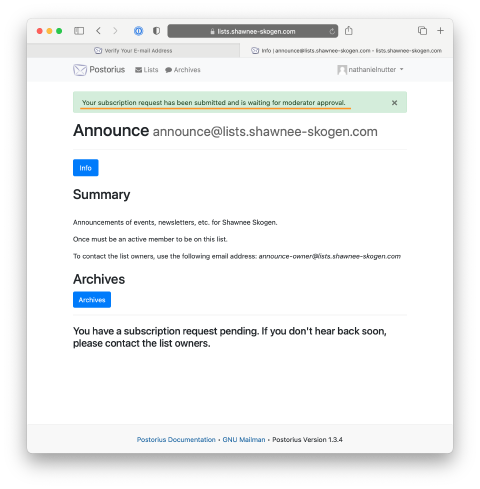 lists.shawnee-skogen.com
Verify Your E-mail Address
Info | announce@lists.shawnee-skogen.com - lists.shawnee-skogen.com
Postorius Lists Archives nathanielnutter
Your subscription request has been submitted and is waiting for moderator approval. ×
Announce announce@lists.shawnee-skogen.com
Info
Summary
Announcements of events, newsletters, etc. for Shawnee Skogen.
Once must be an active member to be on this list.
To contact the list owners, use the following email address: announce-owner@lists.shawnee-skogen.com
Archives
Archives
You have a subscription request pending. If you don't hear back soon,
please contact the list owners.
Postorius Documentation • GNU Mailman • Postorius Version 1.3.4